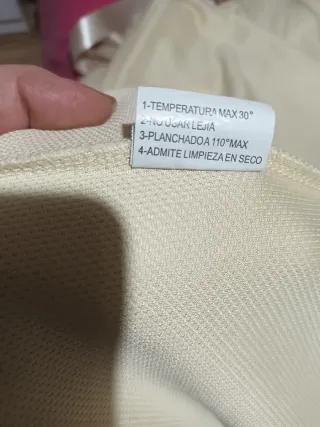 1-TEMPERATURA MAX 30°
2-NO USAR LEJIA
3-PLANCHADO A 110°MAX
4-ADMITE LIMPIEZA EN SECO